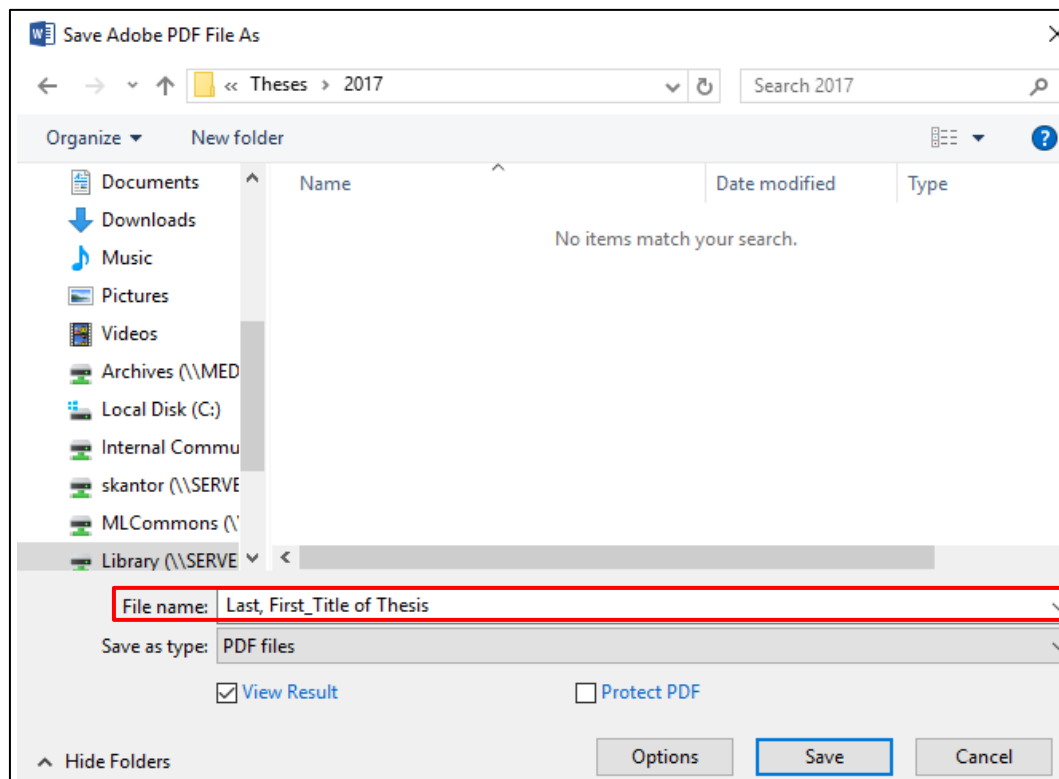 Save Adobe PDF File As
« Theses › 2017
Search 2017
Organize
New folder
?
Name
Date modified
Type
No items match your search.
Documents
Downloads
Music
Pictures
Videos
Archives (\\MED
Local Disk (C:)
Internal Commu
skantor (\\SERVE
MLCommons (\
Library (\\SERVE
File name: Last, First_Title of Thesis
Save as type: PDF files
View Result
Protect PDF
Hide Folders
Options
Save
Cancel